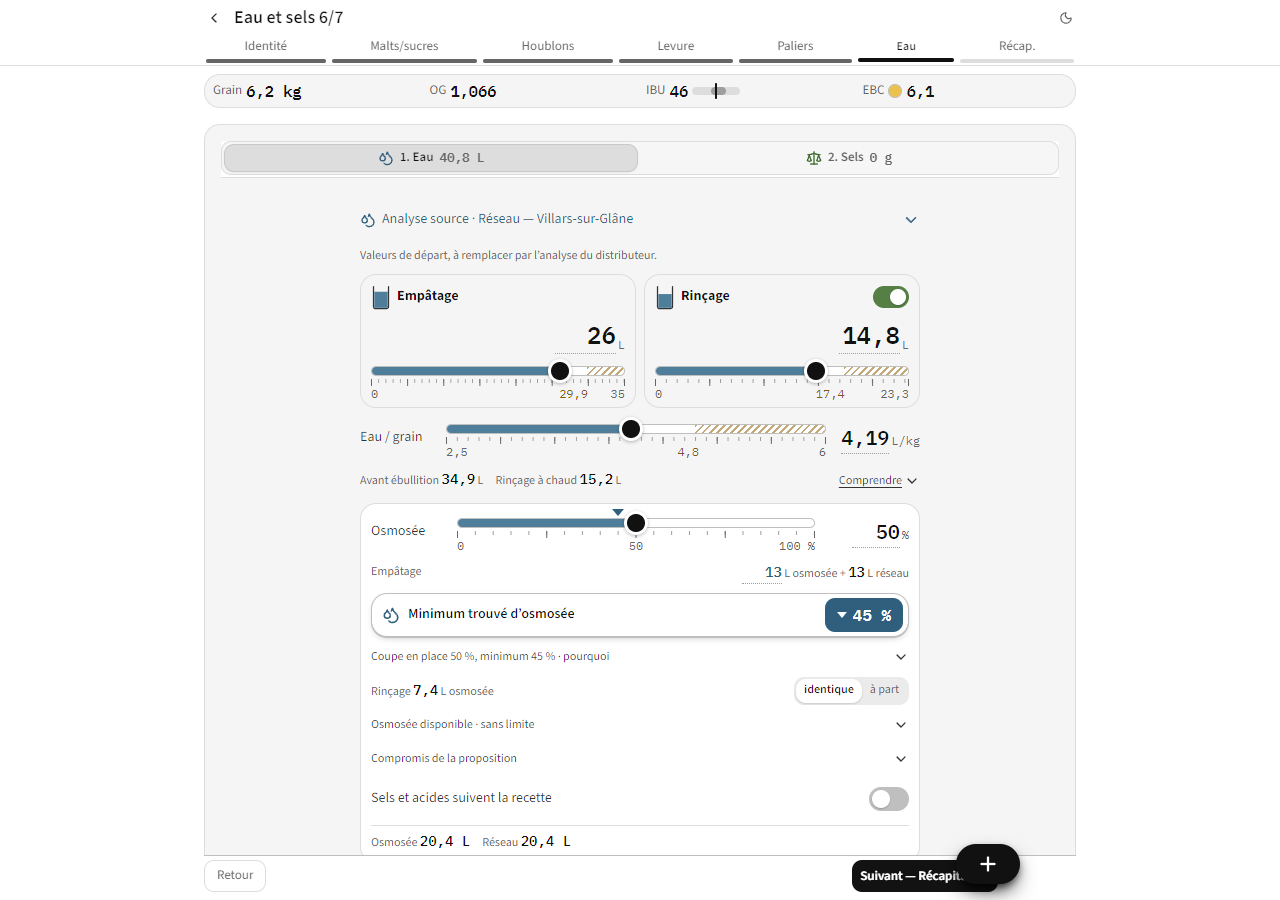 Eau et sels 6/7
Identité Malts/sucres Houblons Levure Paliers Eau Récap.
Grain 6,2 kg OG 1,066 IBU 46 EBC 6,1
1. Eau 40,8 L 2. Sels 0 g
Analyse source · Réseau — Villars-sur-Glâne
Valeurs de départ, à remplacer par l’analyse du distributeur.
Empâtage
26 L
0 29,9 35
Rinçage
14,8 L
0 17,4 23,3
Eau / grain 4,19 L/kg
2,5 4,8 6
Avant ébullition 34,9 L Rinçage à chaud 15,2 L Comprendre
Osmosée 50 %
0 50 100 %
Empâtage 13 L osmosée + 13 L réseau
Minimum trouvé d’osmosée 45 %
Coupe en place 50 %, minimum 45 % · pourquoi
Rinçage 7,4 L osmosée identique à part
Osmosée disponible · sans limite
Compromis de la proposition
Sels et acides suivent la recette
Osmosée 20,4 L Réseau 20,4 L
Retour Suivant — Récapit